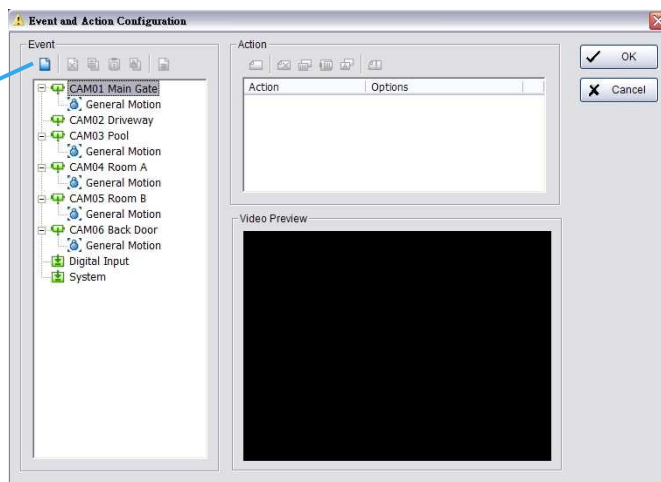 Event and Action Configuration
Event
CAM01 Main Gate
General Motion
CAM02 Driveway
CAM03 Pool
General Motion
CAM04 Room A
General Motion
CAM05 Room B
General Motion
CAM06 Back Door
General Motion
Digital Input
System
Action
Action Options
Video Preview
OK
Cancel